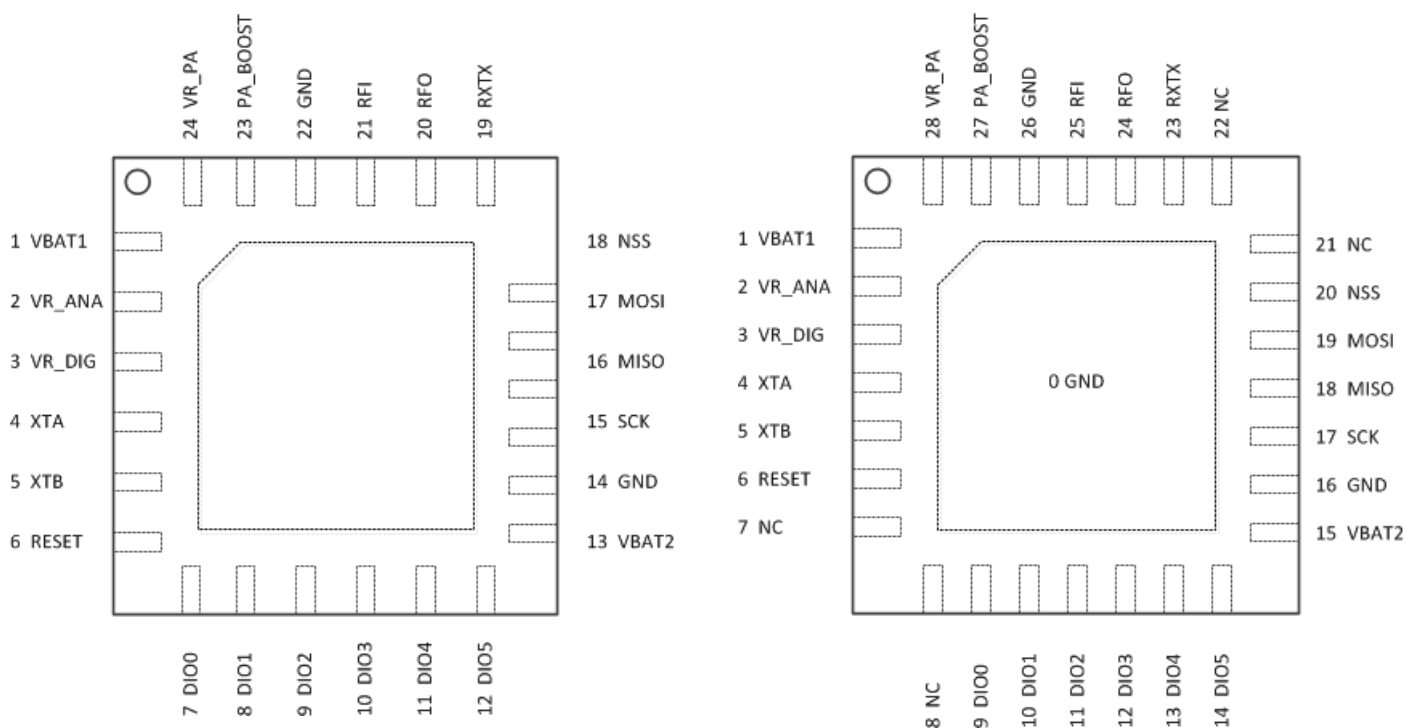 24 VR_PA
23 PA_BOOST
22 GND
21 RFI
20 RFO
19 RXTX
1 VBAT1
2 VR_ANA
3 VR_DIG
4 XTA
5 XTB
6 RESET
18 NSS
17 MOSI
16 MISO
15 SCK
14 GND
13 VBAT2
7 DIO0
8 DIO1
9 DIO2
10 DIO3
11 DIO4
12 DIO5
28 VR_PA
27 PA_BOOST
26 GND
25 RFI
24 RFO
23 RXTX
22 NC
1 VBAT1
2 VR_ANA
3 VR_DIG
4 XTA
5 XTB
6 RESET
7 NC
0 GND
21 NC
20 NSS
19 MOSI
18 MISO
17 SCK
16 GND
15 VBAT2
8 NC
9 DIO0
10 DIO1
11 DIO2
12 DIO3
13 DIO4
14 DIO5